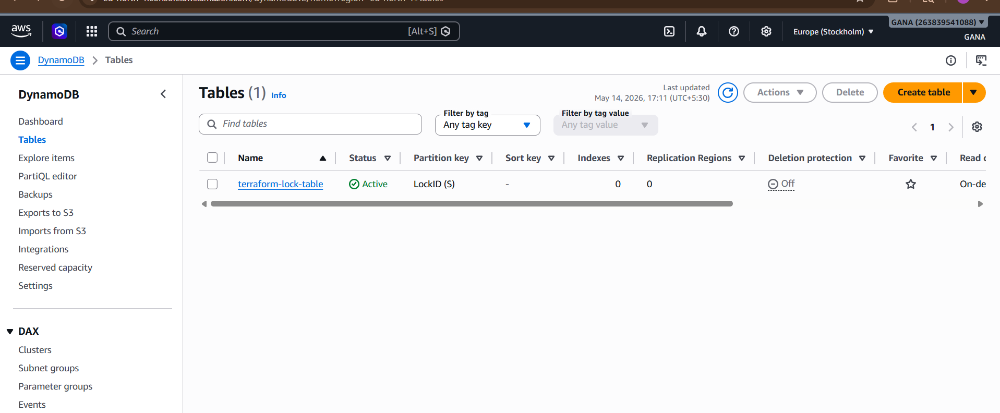 aws
Search [Alt+S]
Europe (Stockholm)
GANA (263839541088)
GANA
DynamoDB
Tables
DynamoDB
Dashboard
Tables
Explore items
PartiQL editor
Backups
Exports to S3
Imports from S3
Integrations
Reserved capacity
Settings
DAX
Clusters
Subnet groups
Parameter groups
Events
Tables (1) Info
Last updated
May 14, 2026, 17:11 (UTC+5:30)
Actions
Delete
Create table
Find tables
Filter by tag
Any tag key
Filter by tag value
Any tag value
1
Name Status Partition key Sort key Indexes Replication Regions Deletion protection Favorite Read c
terraform-lock-table Active LockID (S) - 0 0 Off On-de